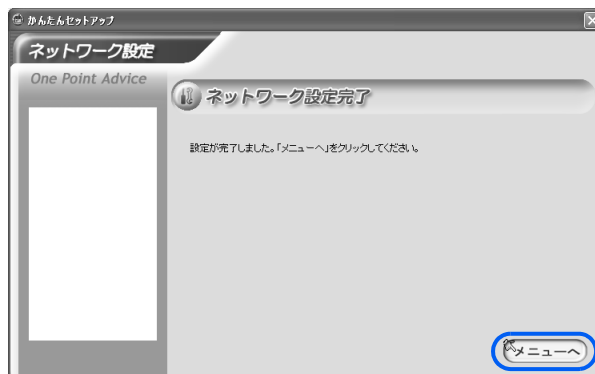 かんたんセットアップ
ネットワーク設定
One Point Advice
ネットワーク設定完了
設定が完了しました。「メニューへ」をクリックしてください。
メニューへ